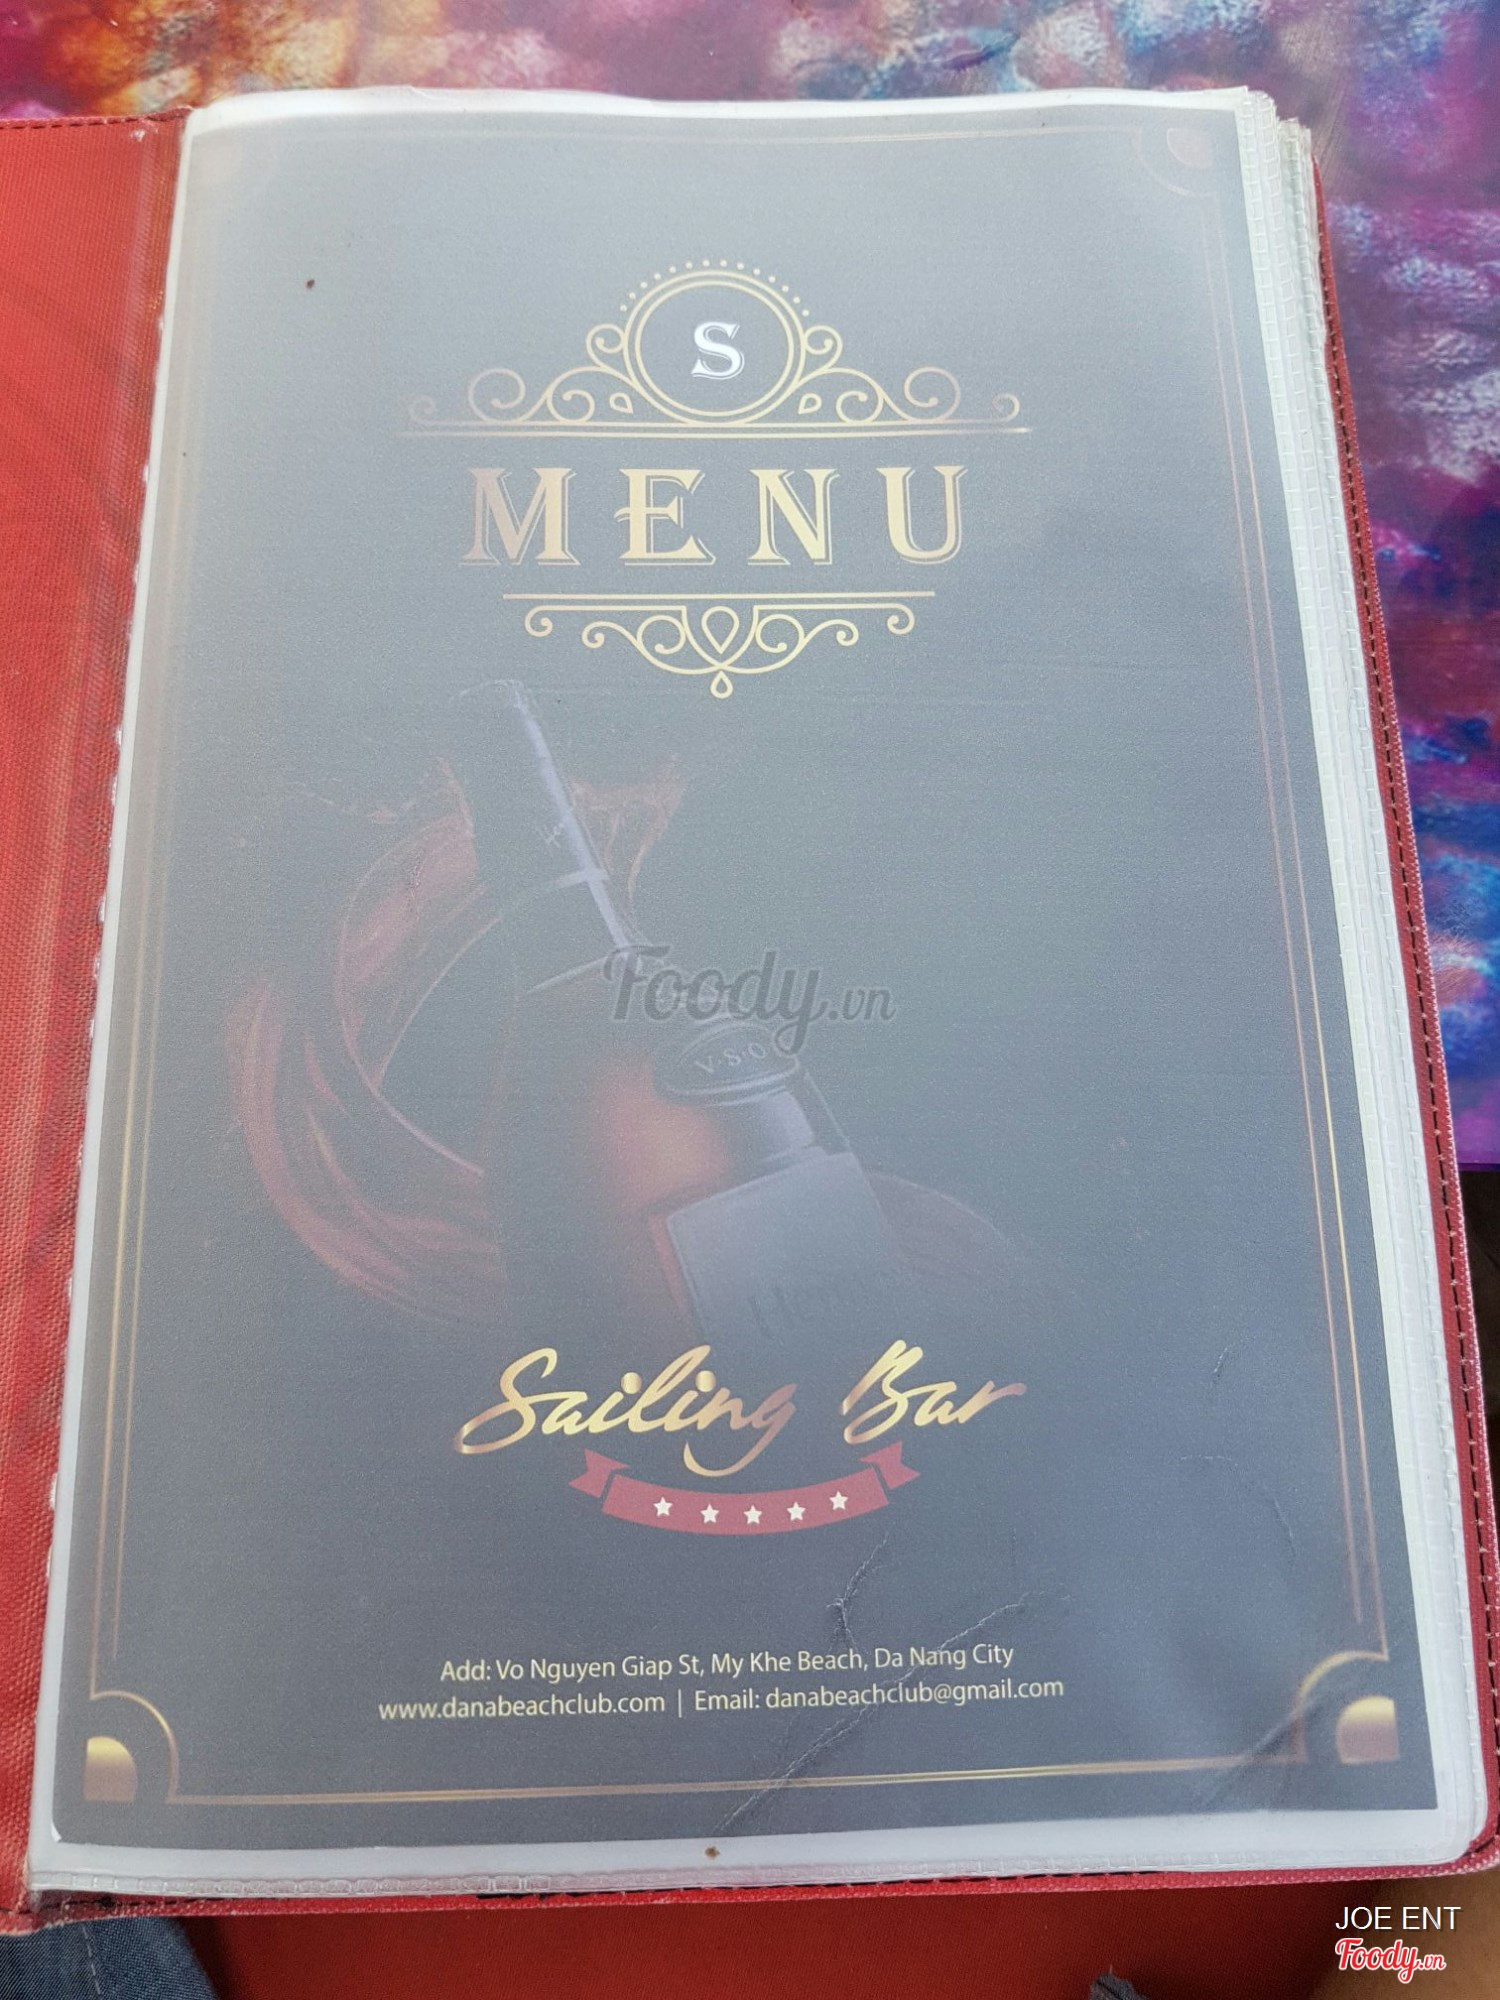 S
MENU
Foody.vn
V.S.O
Sailing Bar
Add: Vo Nguyen Giap St, My Khe Beach, Da Nang City
www.danabeachclub.com | Email: danabeachclub@gmail.com
JOE ENT
Foody.vn